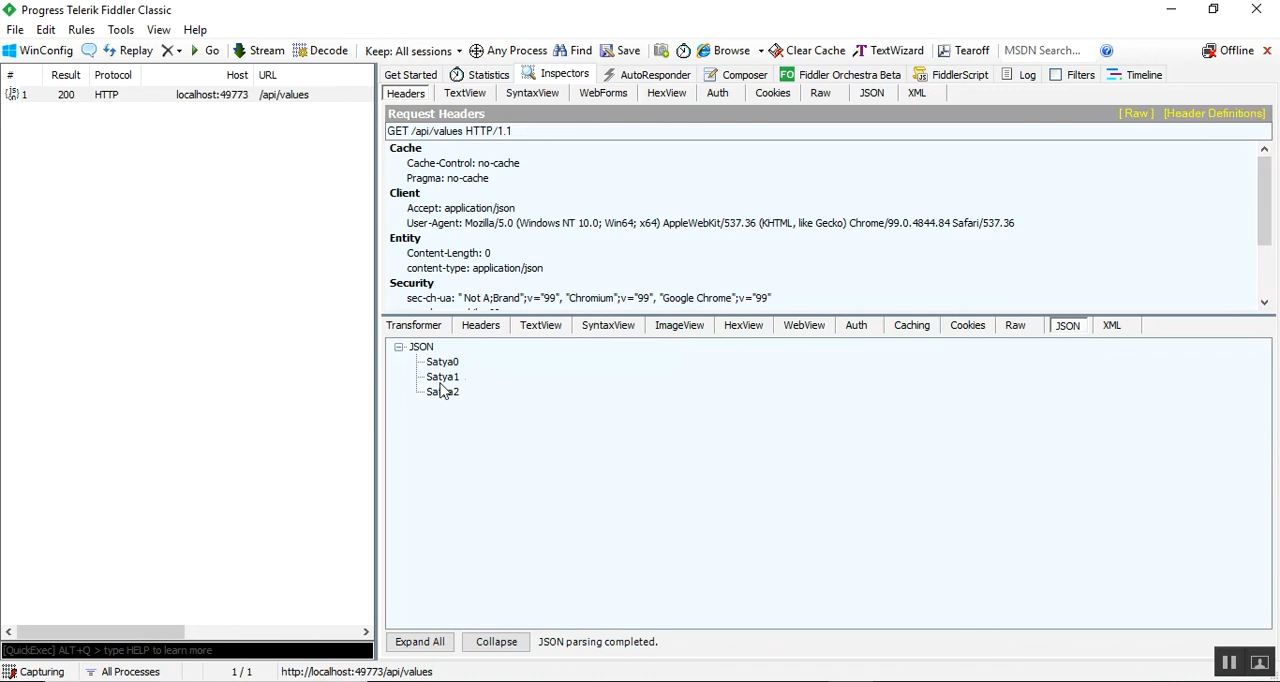 Progress Telerik Fiddler Classic
File Edit Rules Tools View Help
WinConfig Replay Go Stream Decode Keep: All sessions Any Process Find Save Browse Clear Cache TextWizard Tearoff MSDN Search... Offline
# Result Protocol Host URL
Get Started Statistics Inspectors AutoResponder Composer FO Fiddler Orchestra Beta FiddlerScript Log Filters Timeline
1 200 HTTP localhost:49773 /api/values
Headers TextView SyntaxView WebForms HexView Auth Cookies Raw JSON XML
Request Headers [ Raw ] [Header Definitions]
GET /api/values HTTP/1.1
Cache
Cache-Control: no-cache
Pragma: no-cache
Client
Accept: application/json
User-Agent: Mozilla/5.0 (Windows NT 10.0; Win64; x64) AppleWebKit/537.36 (KHTML, like Gecko) Chrome/99.0.4844.84 Safari/537.36
Entity
Content-Length: 0
content-type: application/json
Security
sec-ch-ua: " Not A;Brand";v="99", "Chromium";v="99", "Google Chrome";v="99"
Transformer Headers TextView SyntaxView ImageView HexView WebView Auth Caching Cookies Raw JSON XML
JSON
Satya0
Satya1
Satya2
Expand All Collapse JSON parsing completed.
[QuickExec] ALT+Q > type HELP to learn more
Capturing All Processes 1 / 1 http://localhost:49773/api/values